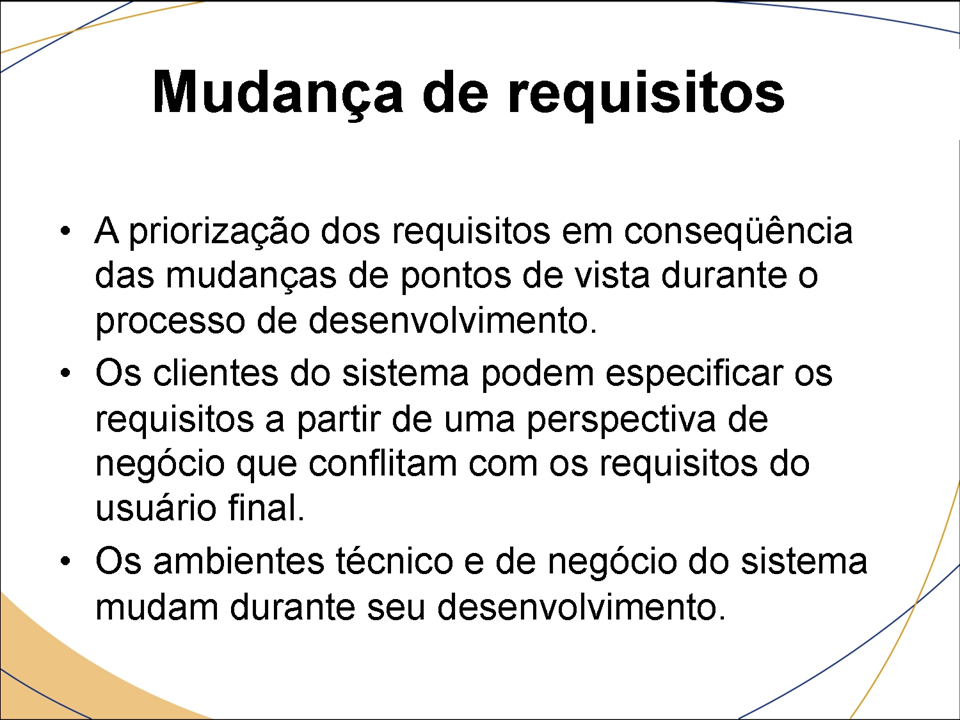 Mudança de requisitos
• A priorização dos requisitos em conseqüência
das mudanças de pontos de vista durante o
processo de desenvolvimento.
• Os clientes do sistema podem especificar os
requisitos a partir de uma perspectiva de
negócio que conflitam com os requisitos do
usuário final.
• Os ambientes técnico e de negócio do sistema
mudam durante seu desenvolvimento.